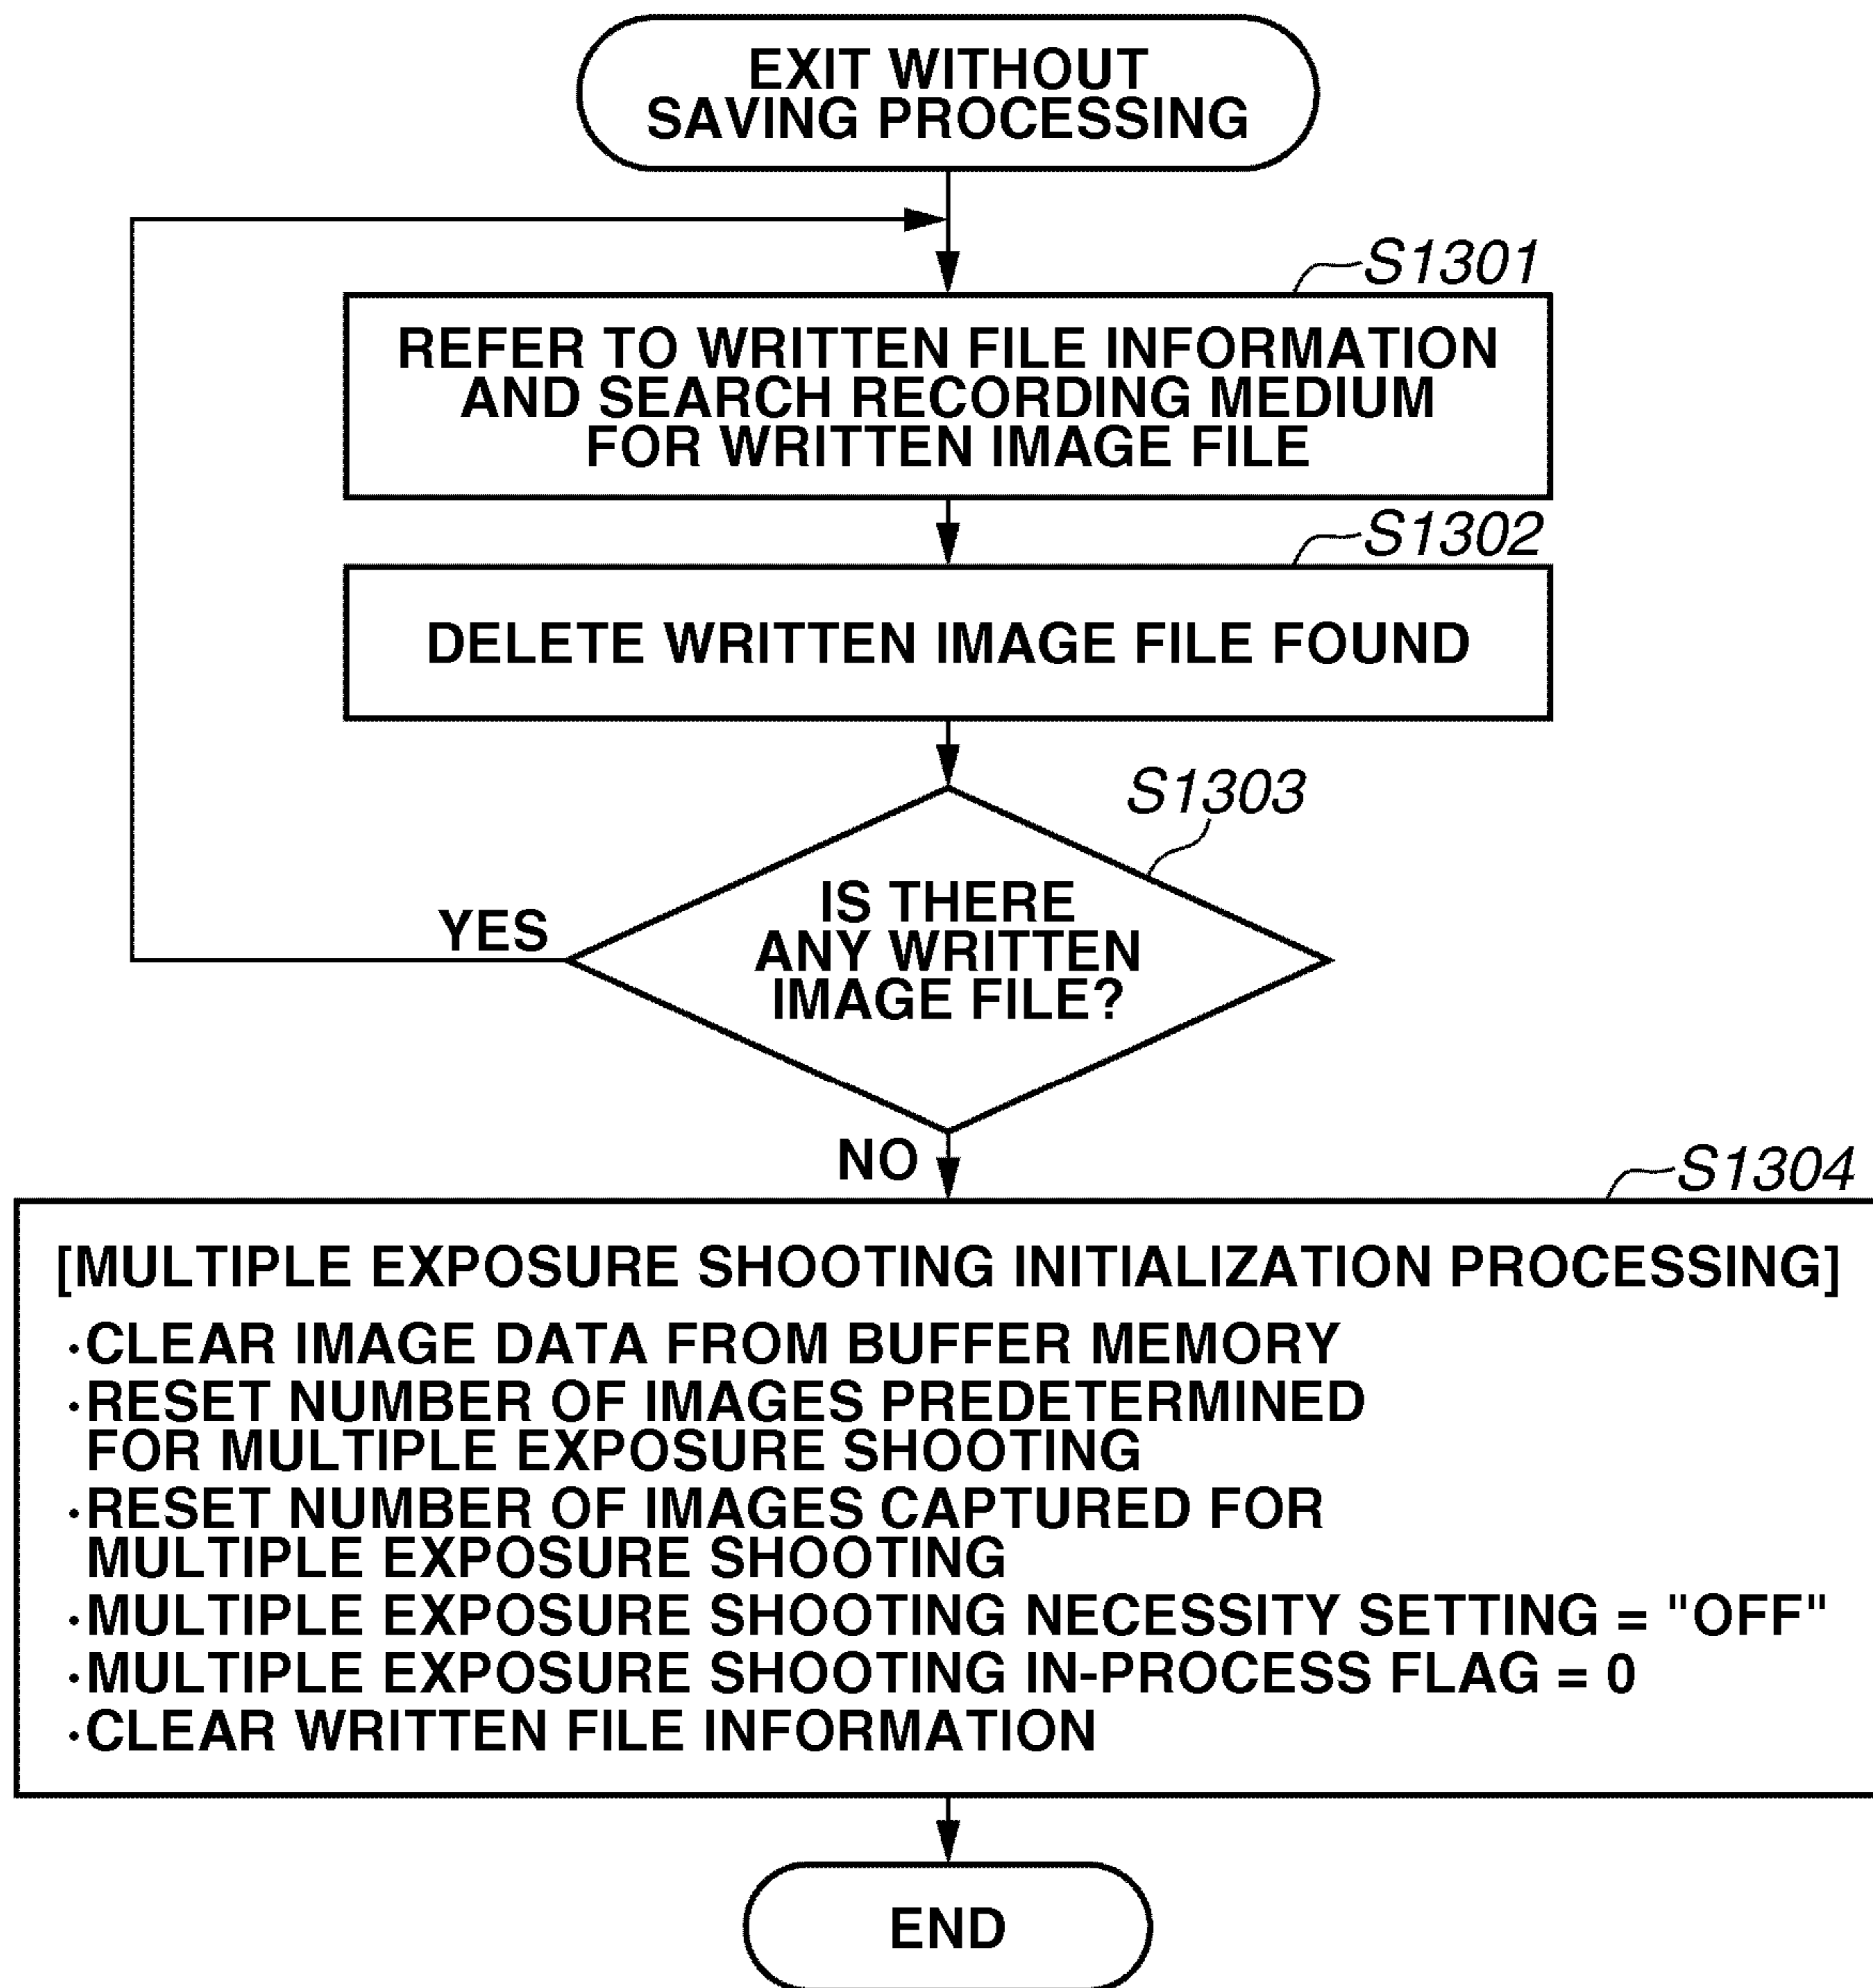 EXIT WITHOUT
SAVING PROCESSING
S1301
REFER TO WRITTEN FILE INFORMATION
AND SEARCH RECORDING MEDIUM
FOR WRITTEN IMAGE FILE
S1302
DELETE WRITTEN IMAGE FILE FOUND
S1303
IS THERE
ANY WRITTEN
IMAGE FILE?
YES
NO
S1304
[MULTIPLE EXPOSURE SHOOTING INITIALIZATION PROCESSING]
·CLEAR IMAGE DATA FROM BUFFER MEMORY
·RESET NUMBER OF IMAGES PREDETERMINED
FOR MULTIPLE EXPOSURE SHOOTING
·RESET NUMBER OF IMAGES CAPTURED FOR
MULTIPLE EXPOSURE SHOOTING
·MULTIPLE EXPOSURE SHOOTING NECESSITY SETTING = "OFF"
·MULTIPLE EXPOSURE SHOOTING IN-PROCESS FLAG = 0
·CLEAR WRITTEN FILE INFORMATION
END